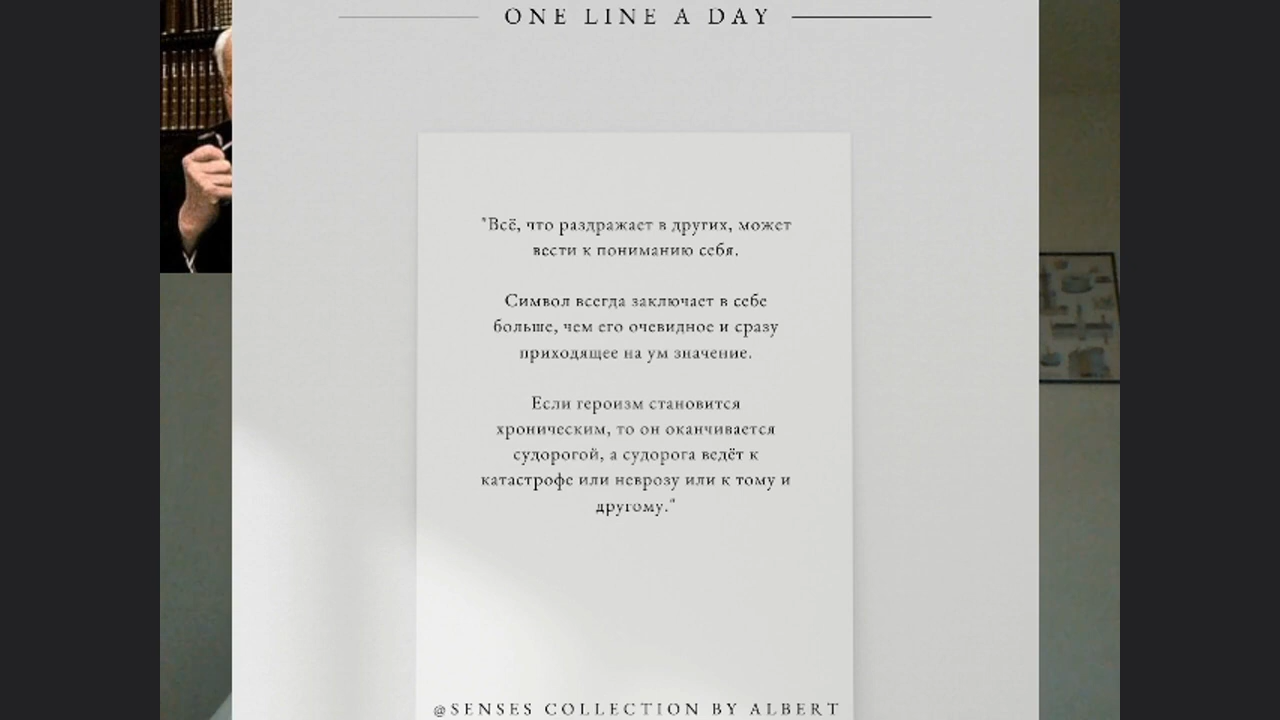 ONE LINE A DAY
"Всё, что раздражает в других, может
вести к пониманию себя.
Символ всегда заключает в себе
больше, чем его очевидное и сразу
приходящее на ум значение.
Если героизм становится
хроническим, то он оканчивается
судорогой, а судорога ведёт к
катастрофе или неврозу или к тому и
другому."
@SENSES COLLECTION BY ALBERT